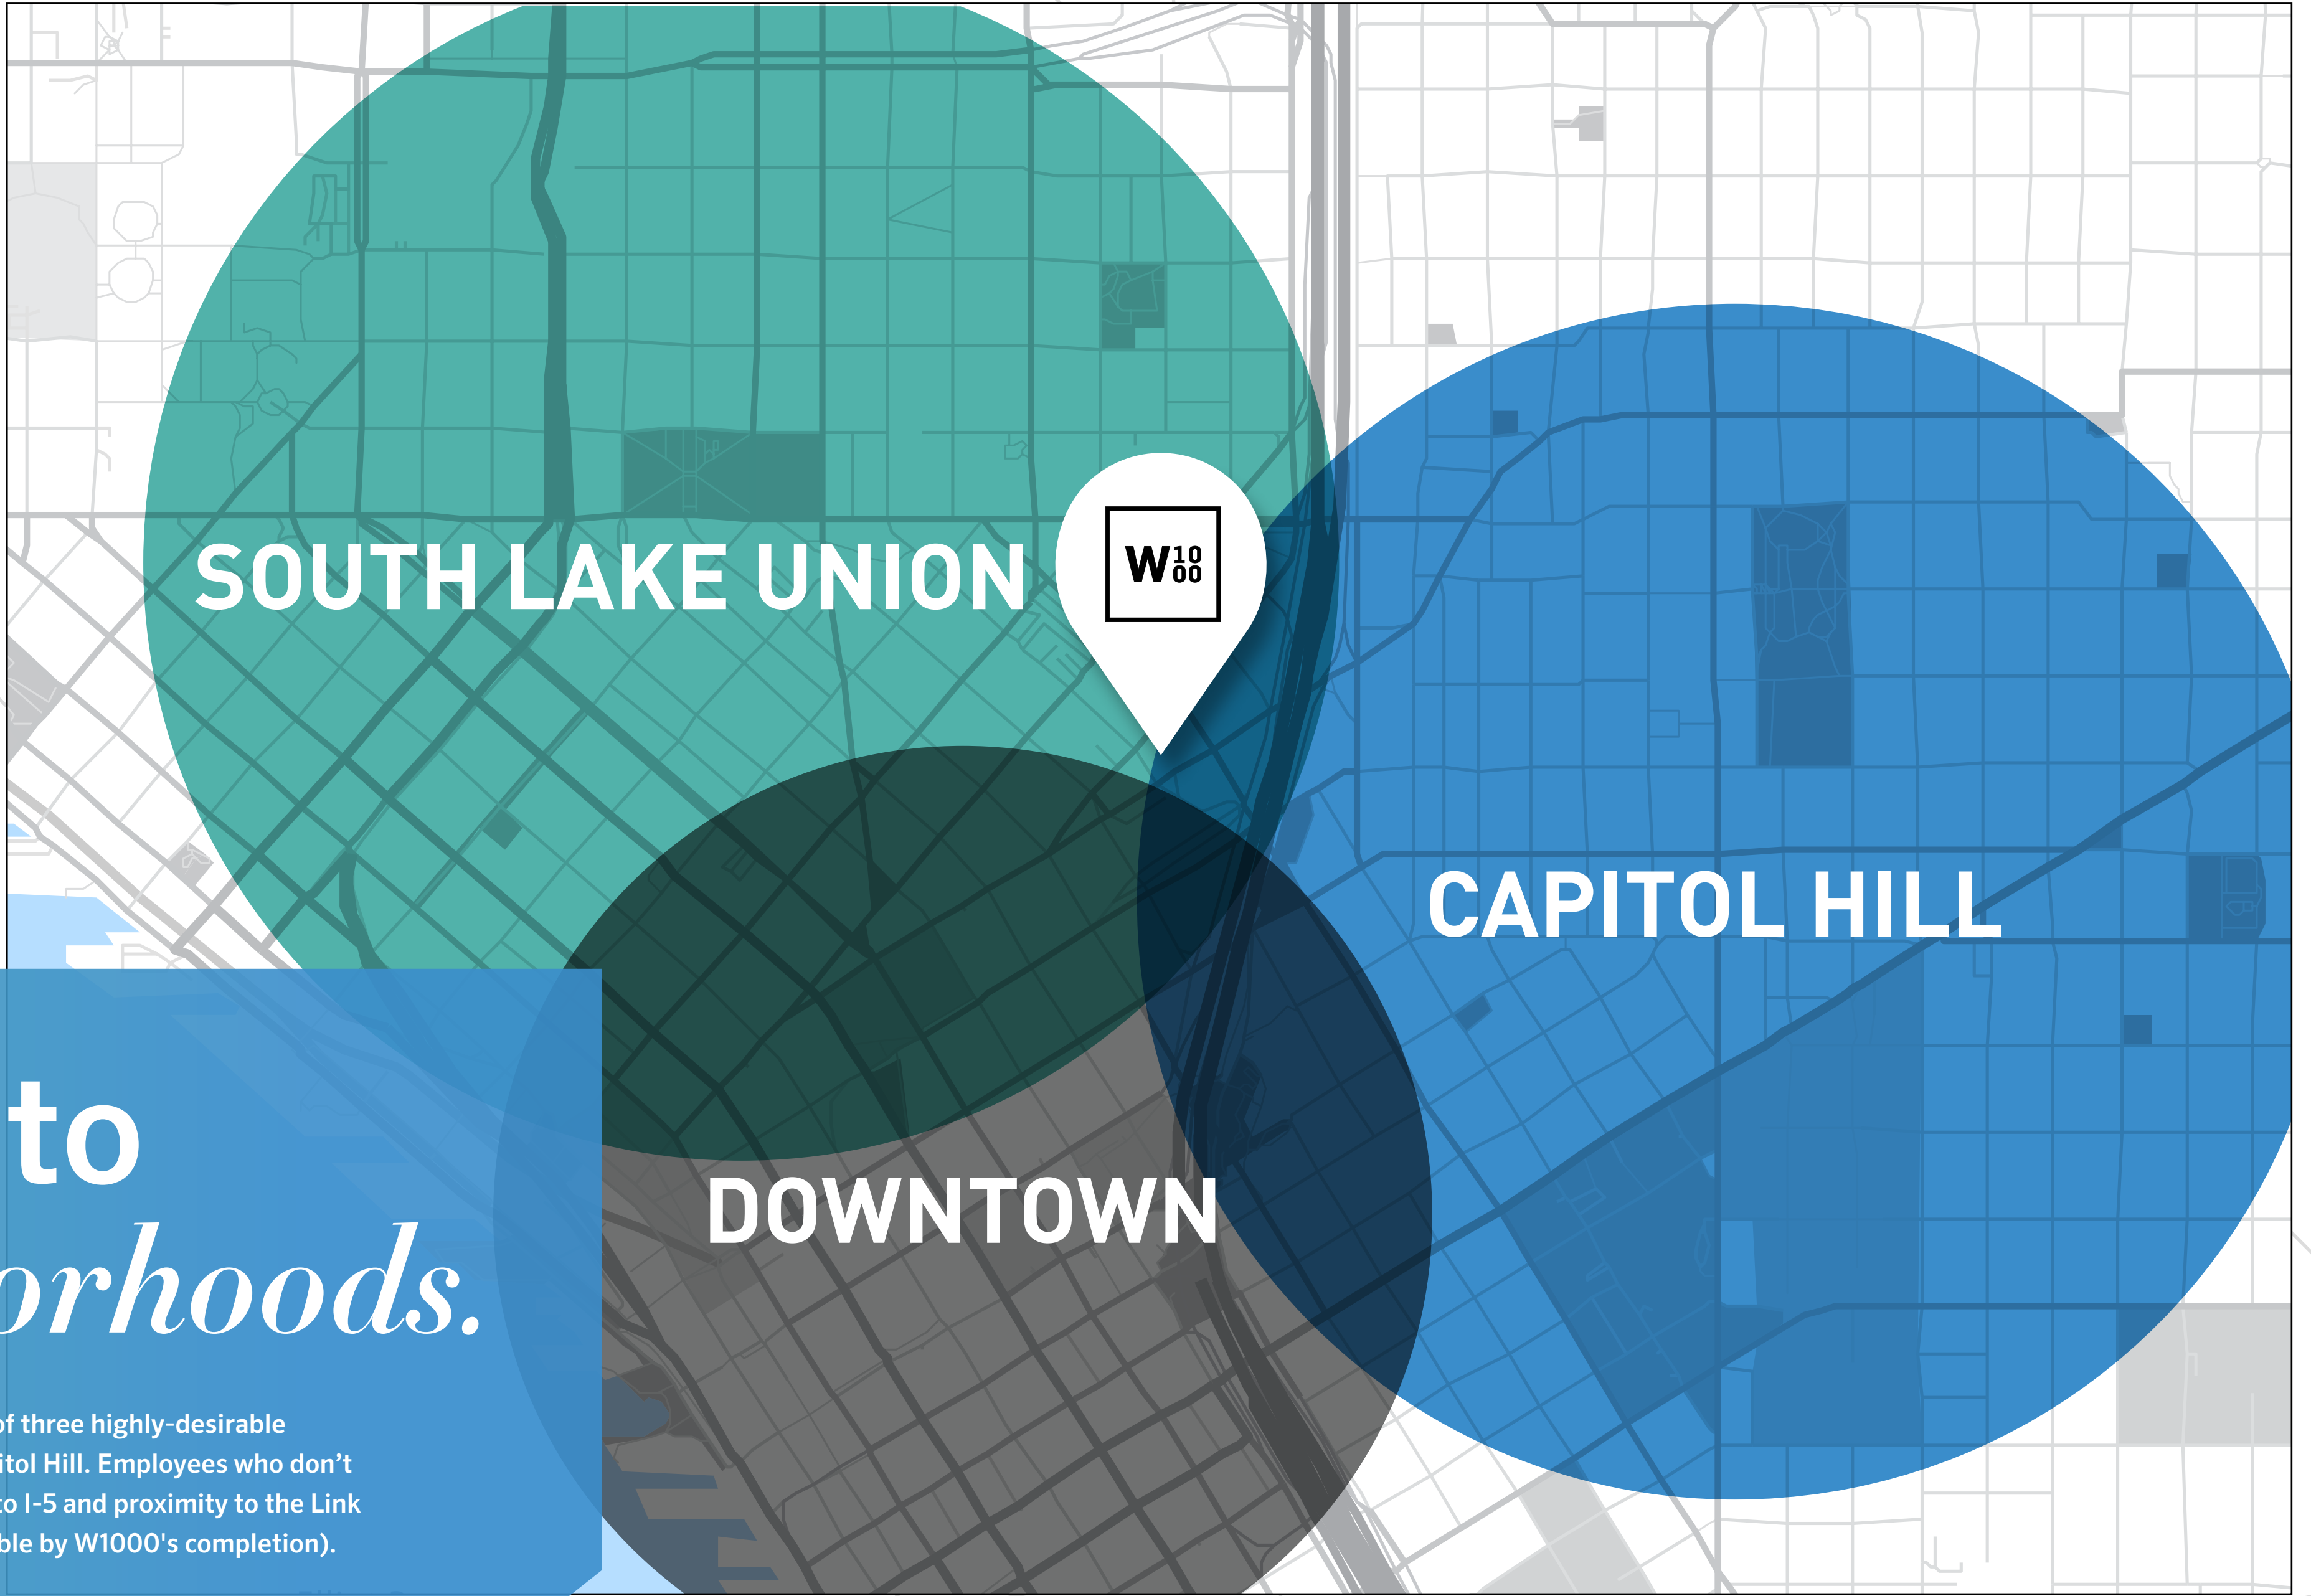 SOUTH LAKE UNION
W 10
00
CAPITOL HILL
DOWNTOWN
to
orhoods.
of three highly-desirable
itol Hill. Employees who don't
to I-5 and proximity to the Link
ble by W1000's completion).